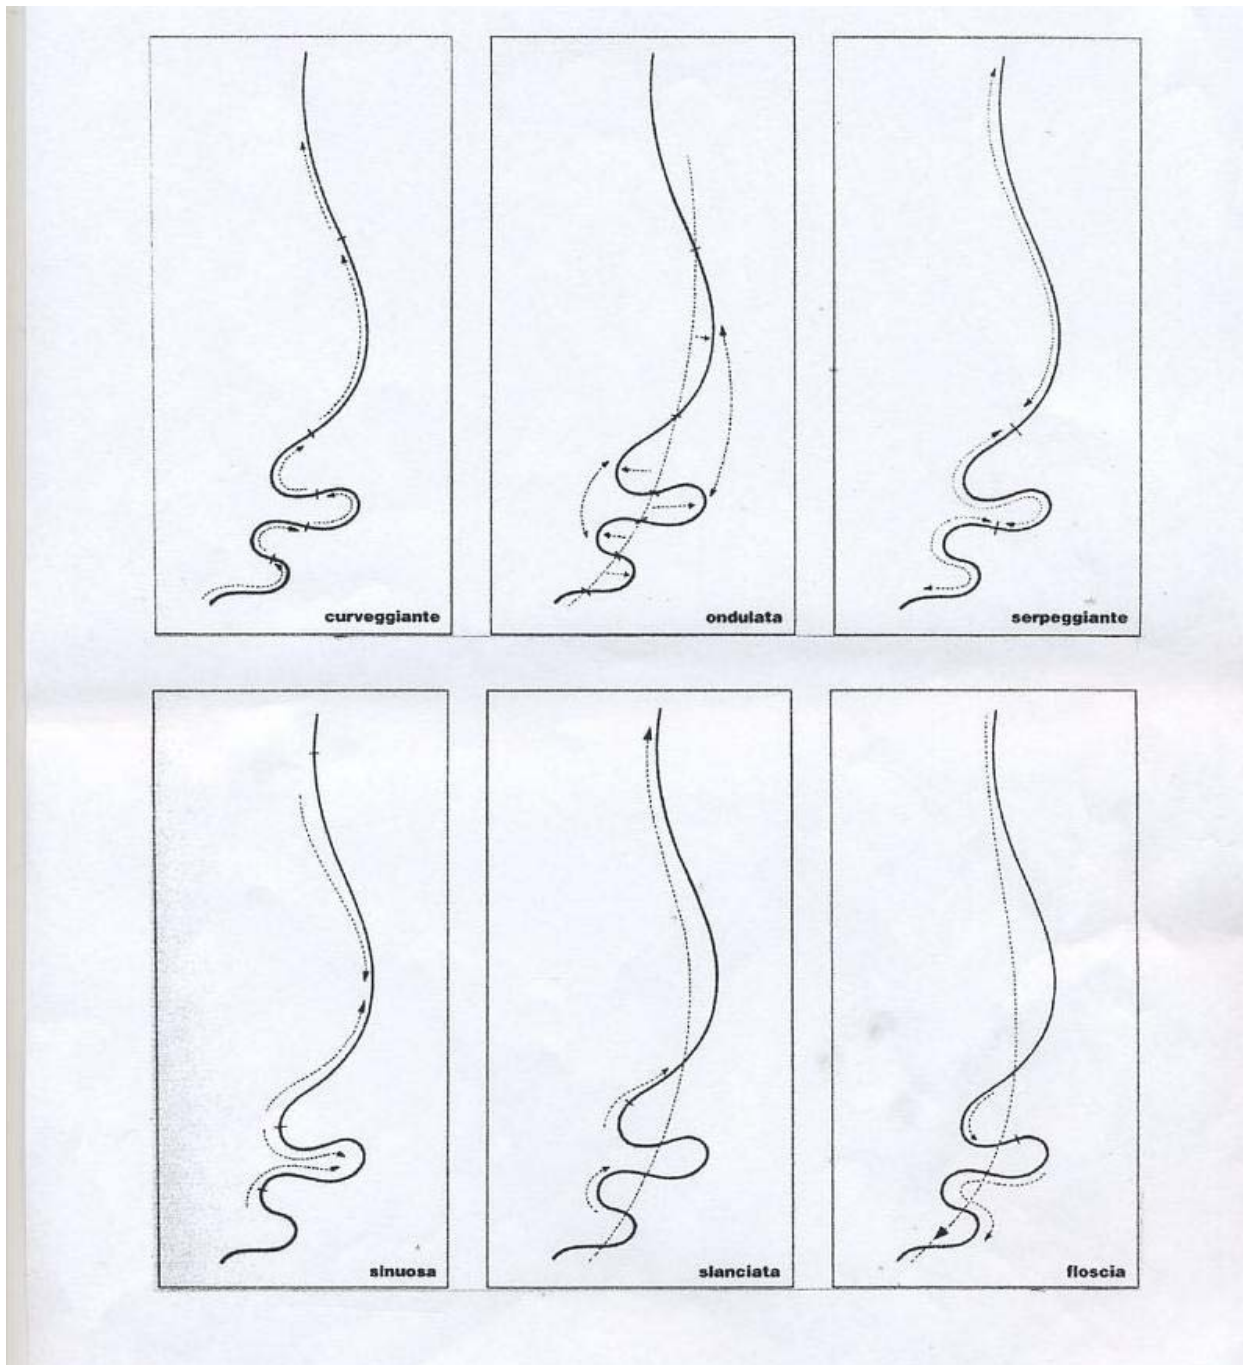 curveggiante
ondulata
serpeggiante
sinuosa
slanciata
floscia